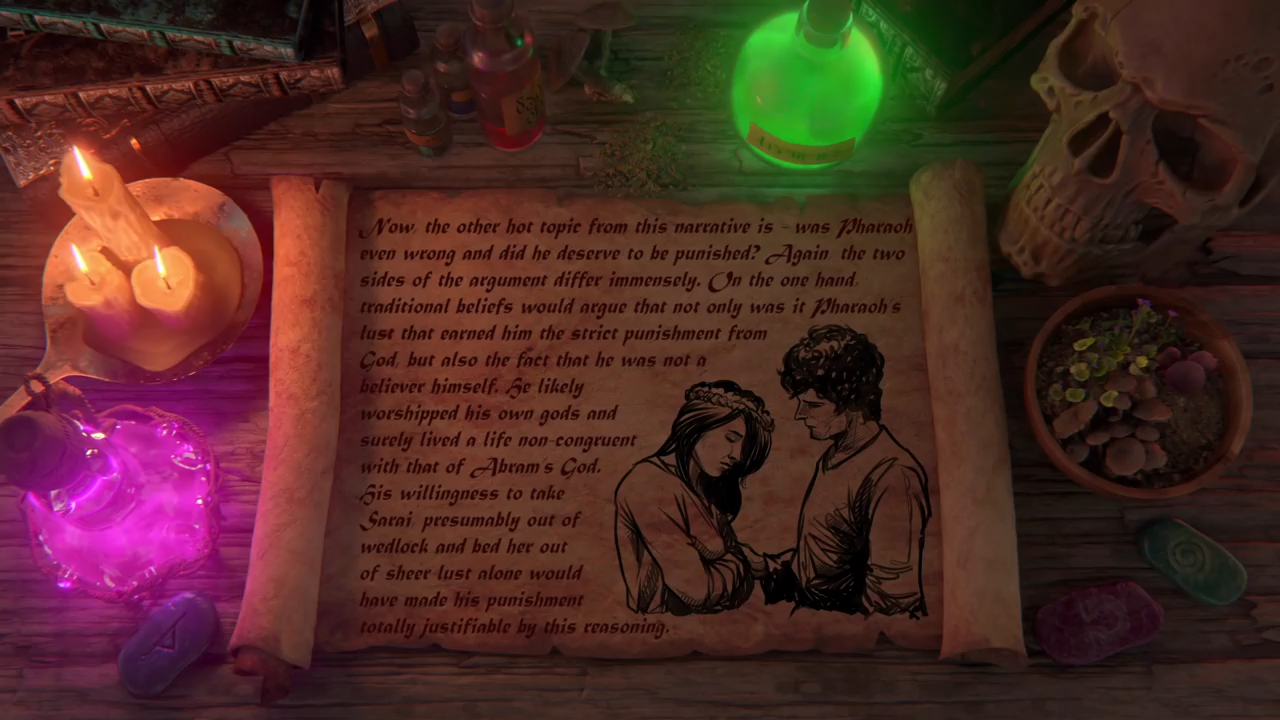 Now, the other hot topic from this narrative is - was Pharaoh
even wrong and did he deserve to be punished? Again, the two
sides of the argument differ immensely. On the one hand,
traditional beliefs would argue that not only was it Pharaoh's
lust that earned him the strict punishment from
God, but also the fact that he was not a
believer himself. He likely
worshipped his own gods and
surely lived a life non-congruent
with that of Abram's God.
His willingness to take
Sarai, presumably out of
wedlock and bed her out
of sheer lust alone would
have made his punishment
totally justifiable by this reasoning.